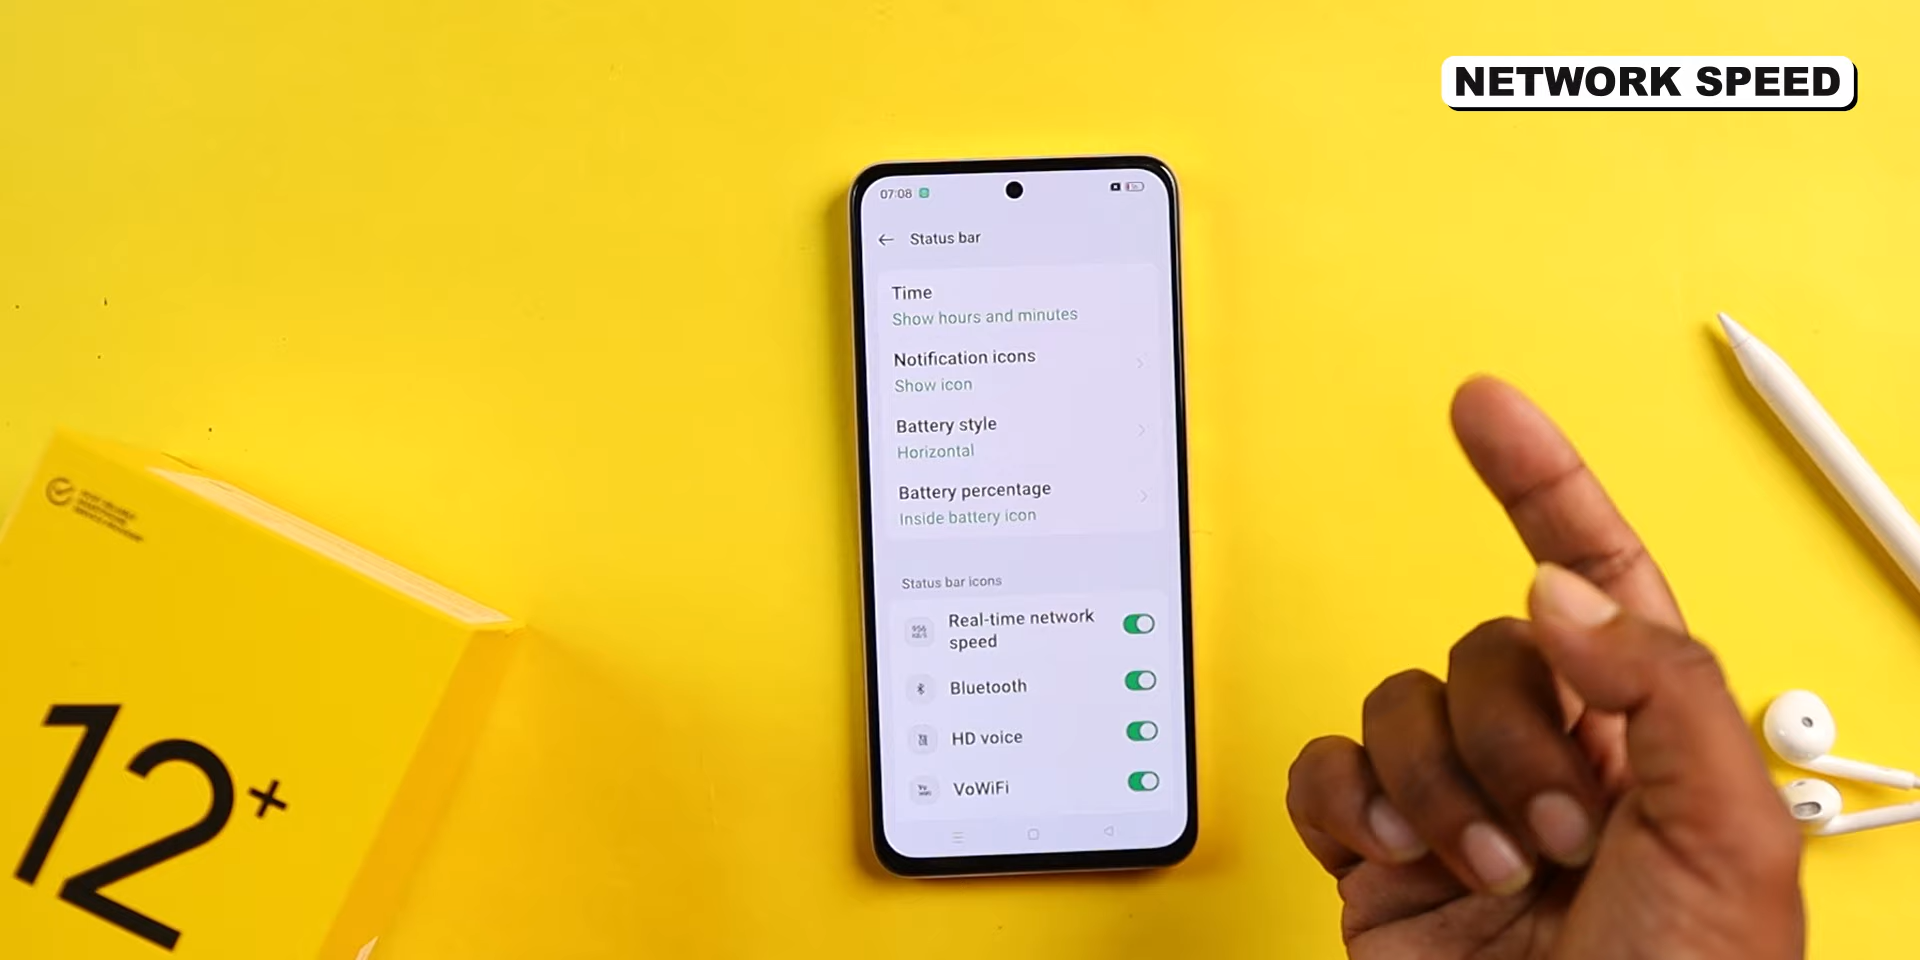 NETWORK SPEED
07:08
Status bar
Time
Show hours and minutes
Notification icons
Show icon
Battery style
Horizontal
Battery percentage
Inside battery icon
Status bar icons
Real-time network
speed
Bluetooth
HD voice
VoWiFi
12+